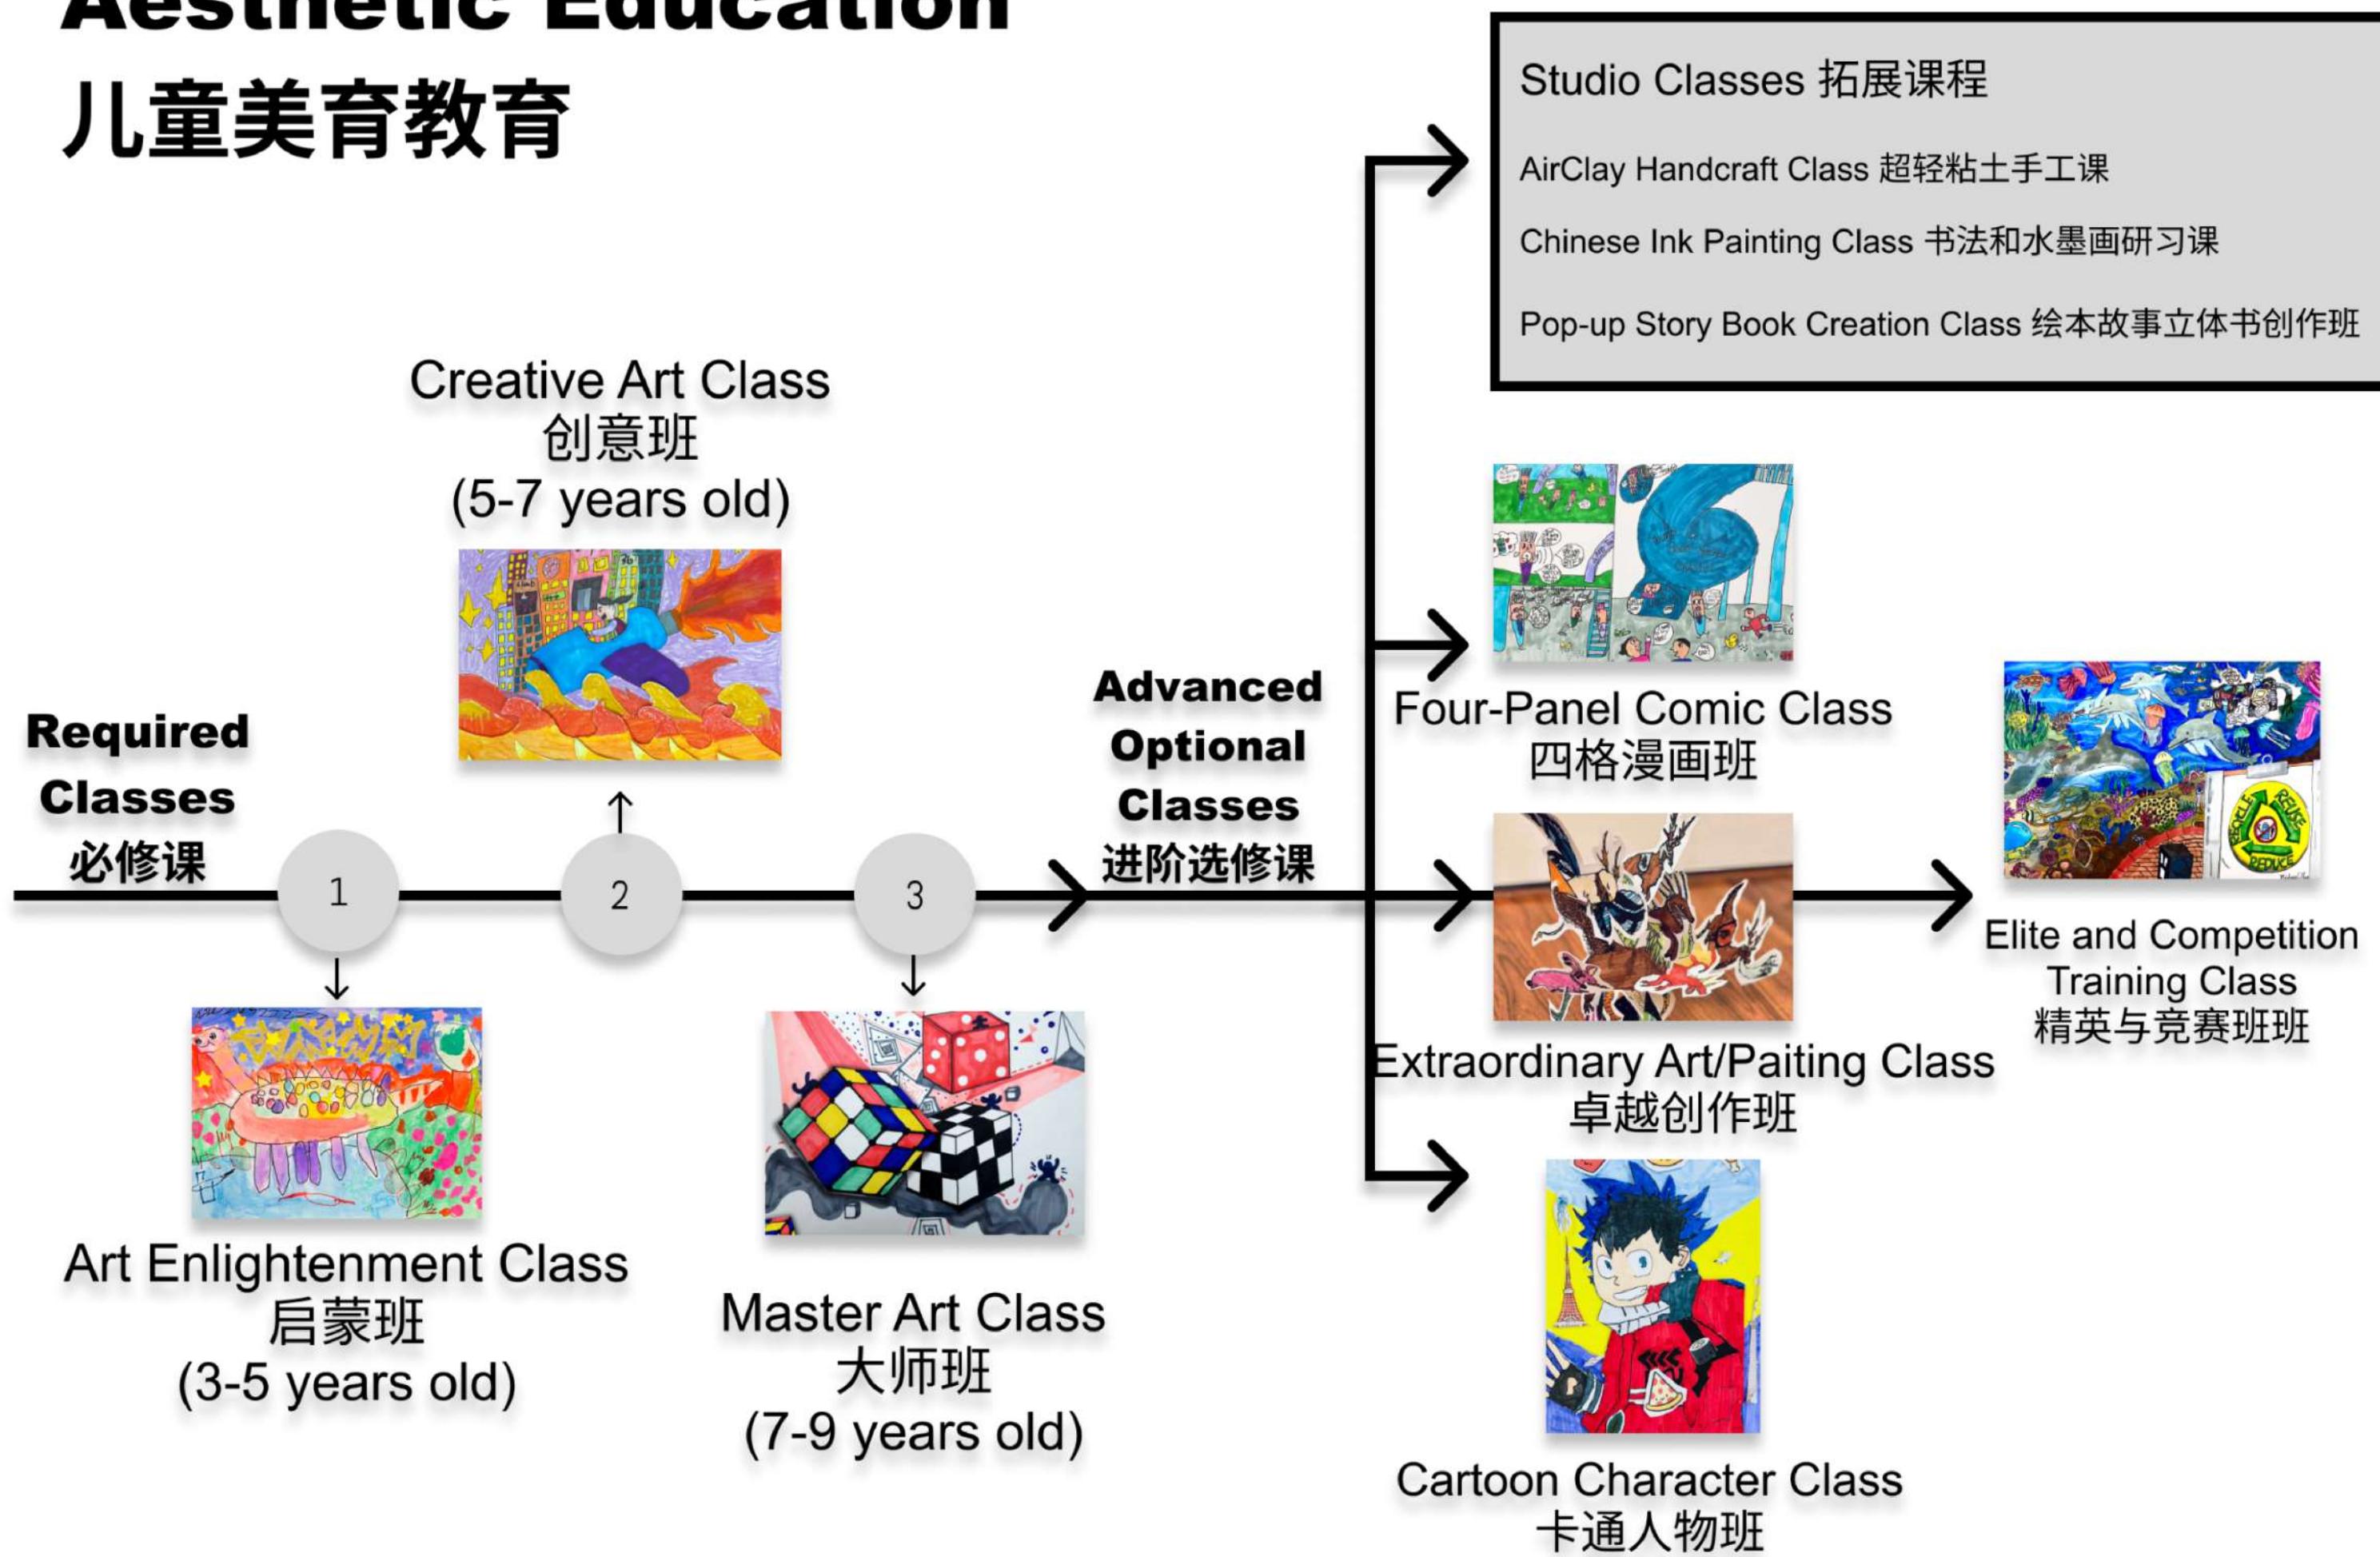 Aesthetic Education
儿童美育教育
Studio Classes 拓展课程
AirClay Handcraft Class 超轻粘土手工课
Chinese Ink Painting Class 书法和水墨画研习课
Pop-up Story Book Creation Class 绘本故事立体书创作班
Creative Art Class
创意班
(5-7 years old)
Required
Classes
必修课
1
2
3
Advanced
Optional
Classes
进阶选修课
Four-Panel Comic Class
四格漫画班
RECYCLE
REUSE
REDUCE
Elite and Competition
Training Class
精英与竞赛班班
Extraordinary Art/Paiting Class
卓越创作班
Art Enlightenment Class
启蒙班
(3-5 years old)
Master Art Class
大师班
(7-9 years old)
Cartoon Character Class
卡通人物班